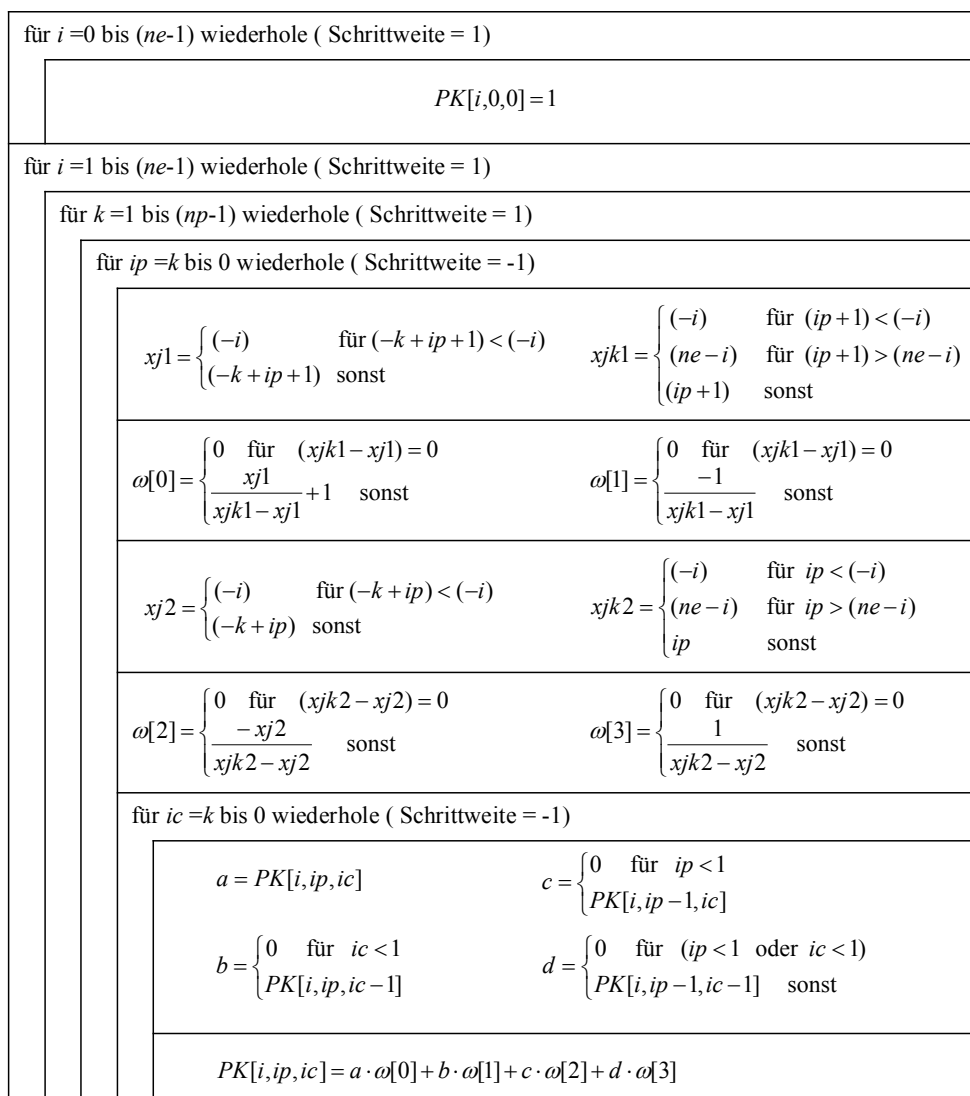 für i =0 bis (ne-1) wiederhole ( Schrittweite = 1)
PK[i,0,0] = 1
für i =1 bis (ne-1) wiederhole ( Schrittweite = 1)
für k =1 bis (np-1) wiederhole ( Schrittweite = 1)
für ip =k bis 0 wiederhole ( Schrittweite = -1)
xj1 = { (-i) für (-k + ip + 1) < (-i)
(-k + ip + 1) sonst
xjk1 = { (-i) für (ip + 1) < (-i)
(ne - i) für (ip + 1) > (ne - i)
(ip + 1) sonst
ω[0] = { 0 für (xjk1 - xj1) = 0
xj1 / (xjk1 - xj1) + 1 sonst
ω[1] = { 0 für (xjk1 - xj1) = 0
-1 / (xjk1 - xj1) sonst
xj2 = { (-i) für (-k + ip) < (-i)
(-k + ip) sonst
xjk2 = { (-i) für ip < (-i)
(ne - i) für ip > (ne - i)
ip sonst
ω[2] = { 0 für (xjk2 - xj2) = 0
-xj2 / (xjk2 - xj2) sonst
ω[3] = { 0 für (xjk2 - xj2) = 0
1 / (xjk2 - xj2) sonst
für ic =k bis 0 wiederhole ( Schrittweite = -1)
a = PK[i,ip,ic]
c = { 0 für ip < 1
PK[i,ip-1,ic]
b = { 0 für ic < 1
PK[i,ip,ic-1]
d = { 0 für (ip < 1 oder ic < 1)
PK[i,ip-1,ic-1] sonst
PK[i,ip,ic] = a · ω[0] + b · ω[1] + c · ω[2] + d · ω[3]